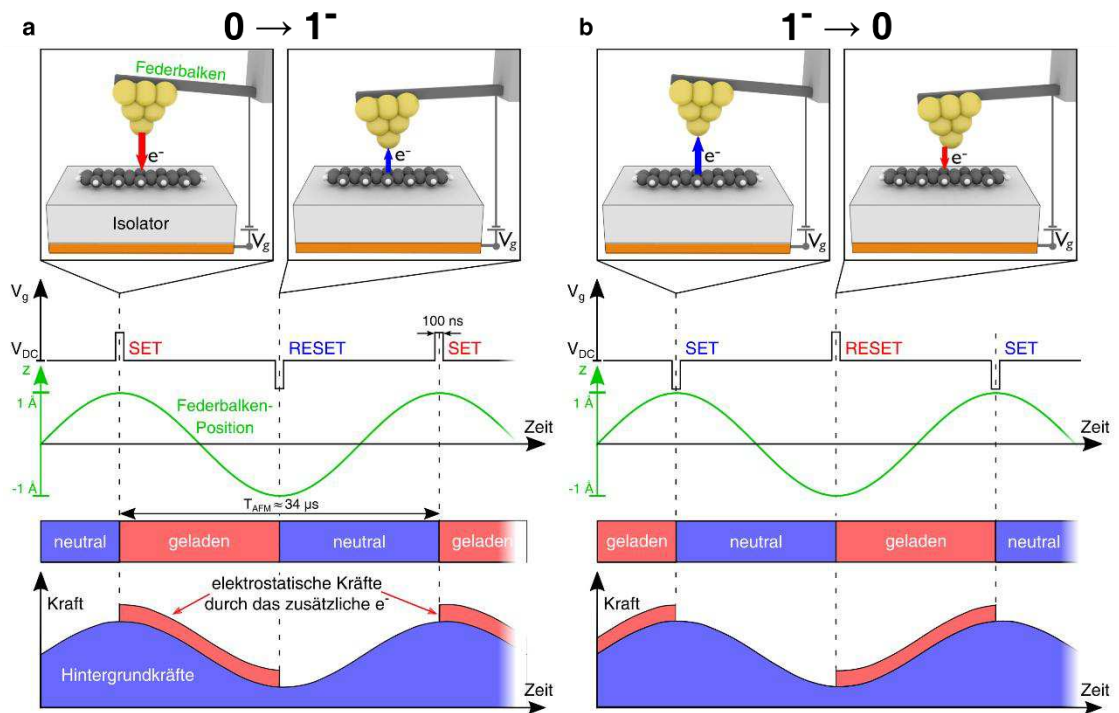 a
0 → 1⁻
Federbalken
e⁻
e⁻
Isolator
V_g
V_g
V_g
100 ns
SET
RESET
SET
V_DC
z
1 Å
Federbalken-
Position
Zeit
-1 Å
T_AFM ≈ 34 µs
neutral
geladen
neutral
geladen
Kraft
elektrostatische Kräfte
durch das zusätzliche e⁻
Hintergrundkräfte
Zeit
b
1⁻ → 0
e⁻
e⁻
V_g
V_g
V_g
V_DC
SET
RESET
SET
z
1 Å
Zeit
-1 Å
geladen
neutral
geladen
neutral
Kraft
Zeit